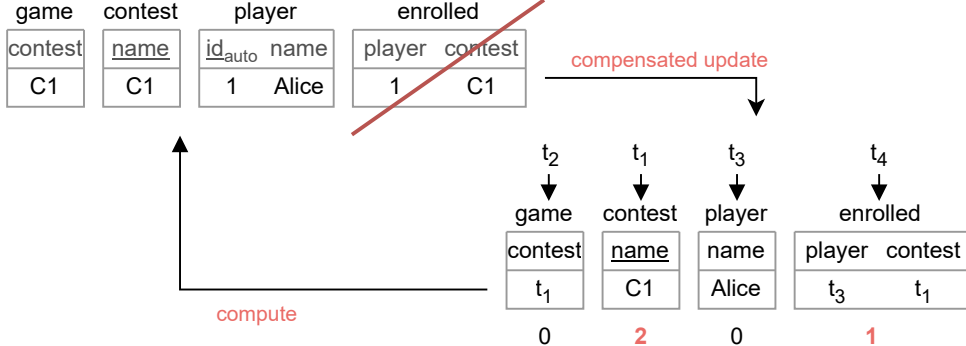 game contest player enrolled
contest name id_auto name player contest
C1 C1 1 Alice 1 C1
compensated update
t2 t1 t3 t4
game contest player enrolled
contest name name player contest
t1 C1 Alice t3 t1
compute
0 2 0 1